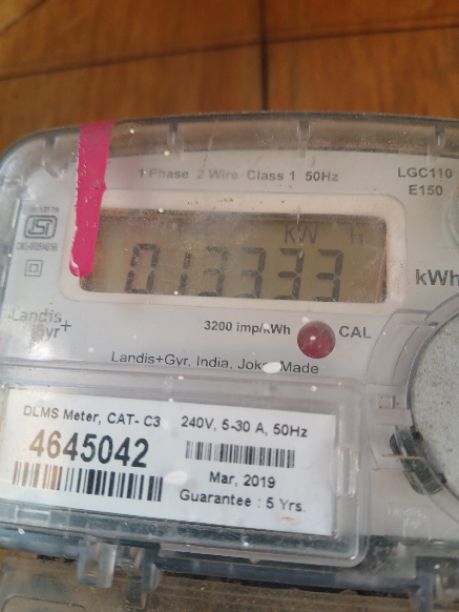 1 Phase 2 Wire Class 1 50Hz
LGC110
E150
KW H
013333
kWh
Landis
Gyr+
3200 imp/kWh
CAL
Landis+Gyr, India, Joka Made
DLMS Meter, CAT- C3
240V, 5-30 A, 50Hz
4645042
Mar, 2019
Guarantee : 5 Yrs.